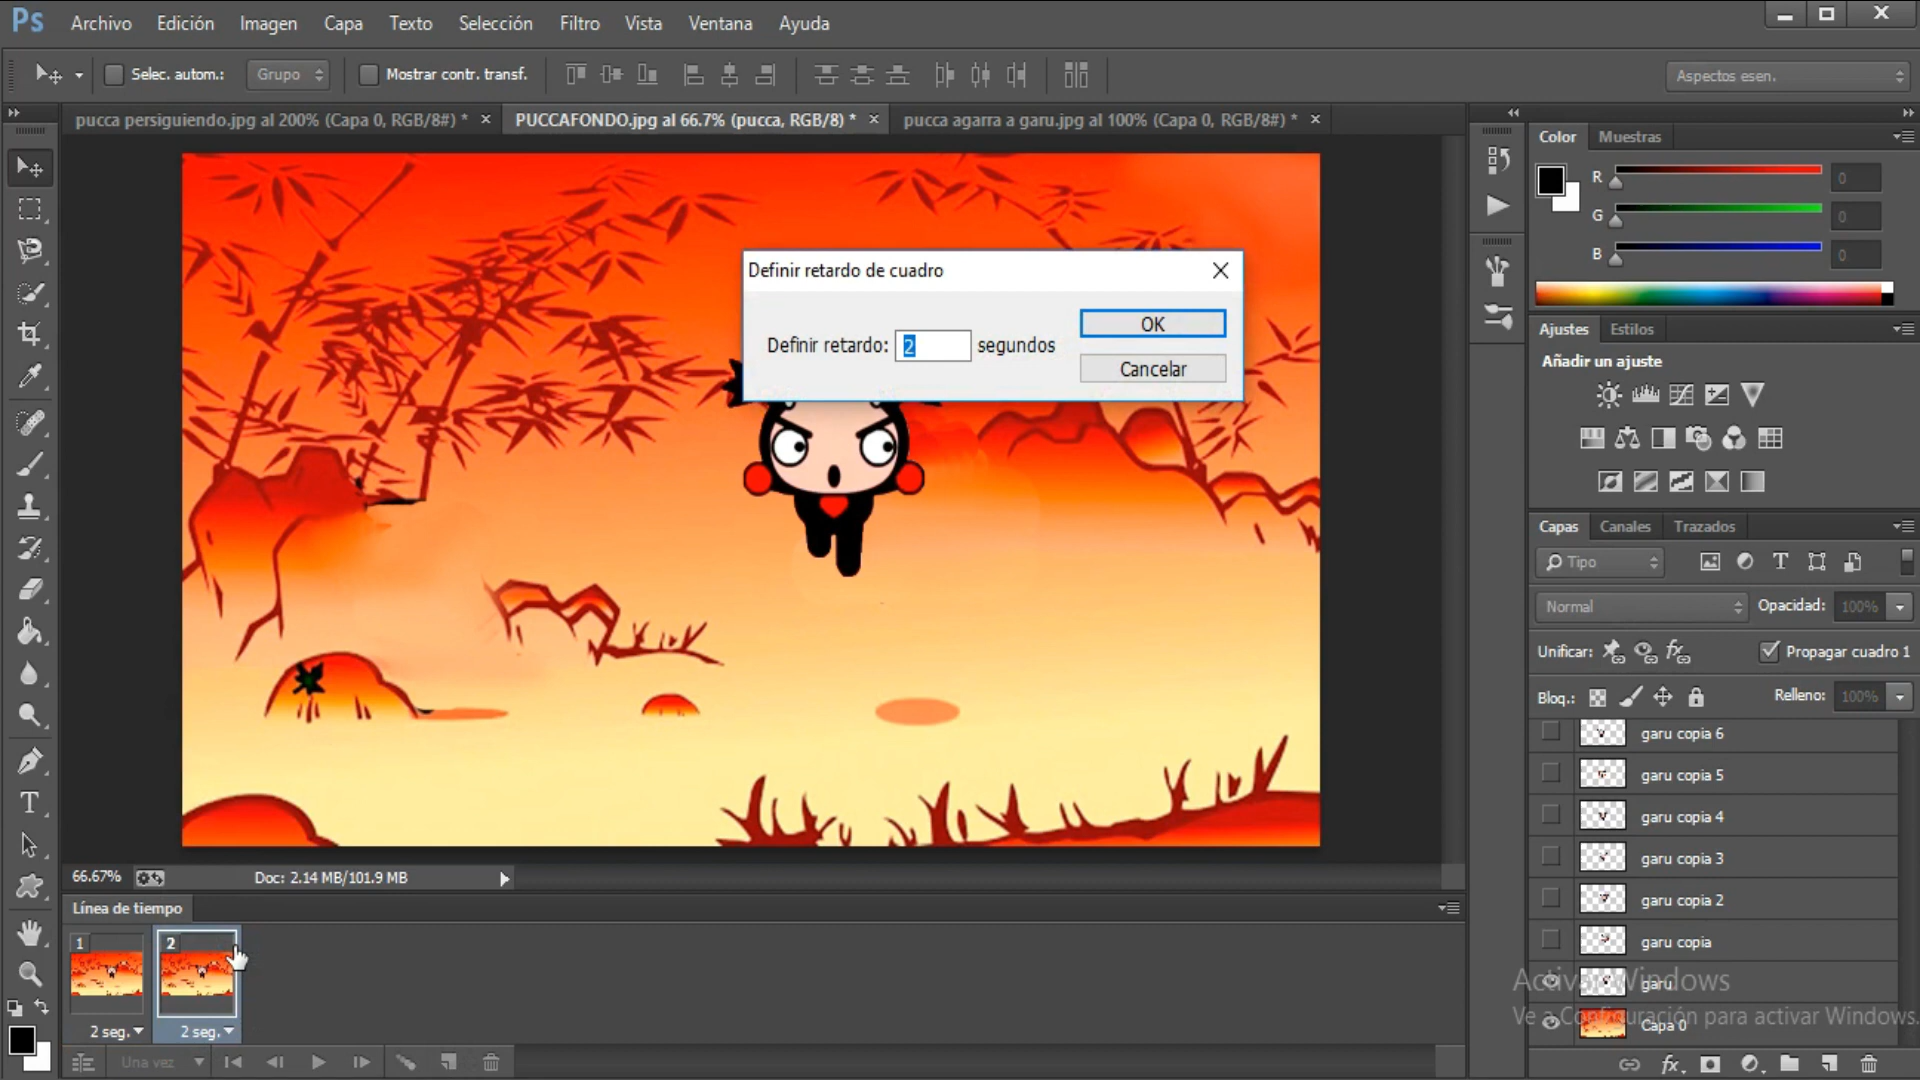 Ps Archivo Edición Imagen Capa Texto Selección Filtro Vista Ventana Ayuda
Selec. autom.: Grupo Mostrar contr. transf. Aspectos esen.
pucca persiguiendo.jpg al 200% (Capa 0, RGB/8#) * PUCCAFONDO.jpg al 66.7% (pucca, RGB/8) * pucca agarra a garu.jpg al 100% (Capa 0, RGB/8#) *
Color Muestras
R 0
G 0
B 0
Definir retardo de cuadro
Definir retardo: 2 segundos
OK
Cancelar
Ajustes Estilos
Añadir un ajuste
Capas Canales Trazados
Tipo
Normal Opacidad: 100%
Unificar: Propagar cuadro 1
Bloq.: Relleno: 100%
garu copia 6
garu copia 5
garu copia 4
garu copia 3
garu copia 2
garu copia
garu
Capa 0
Activar Windows
Ve a Configuración para activar Windows.
66.67% Doc: 2.14 MB/101.9 MB
Línea de tiempo
1 2
2 seg. 2 seg.
Una vez